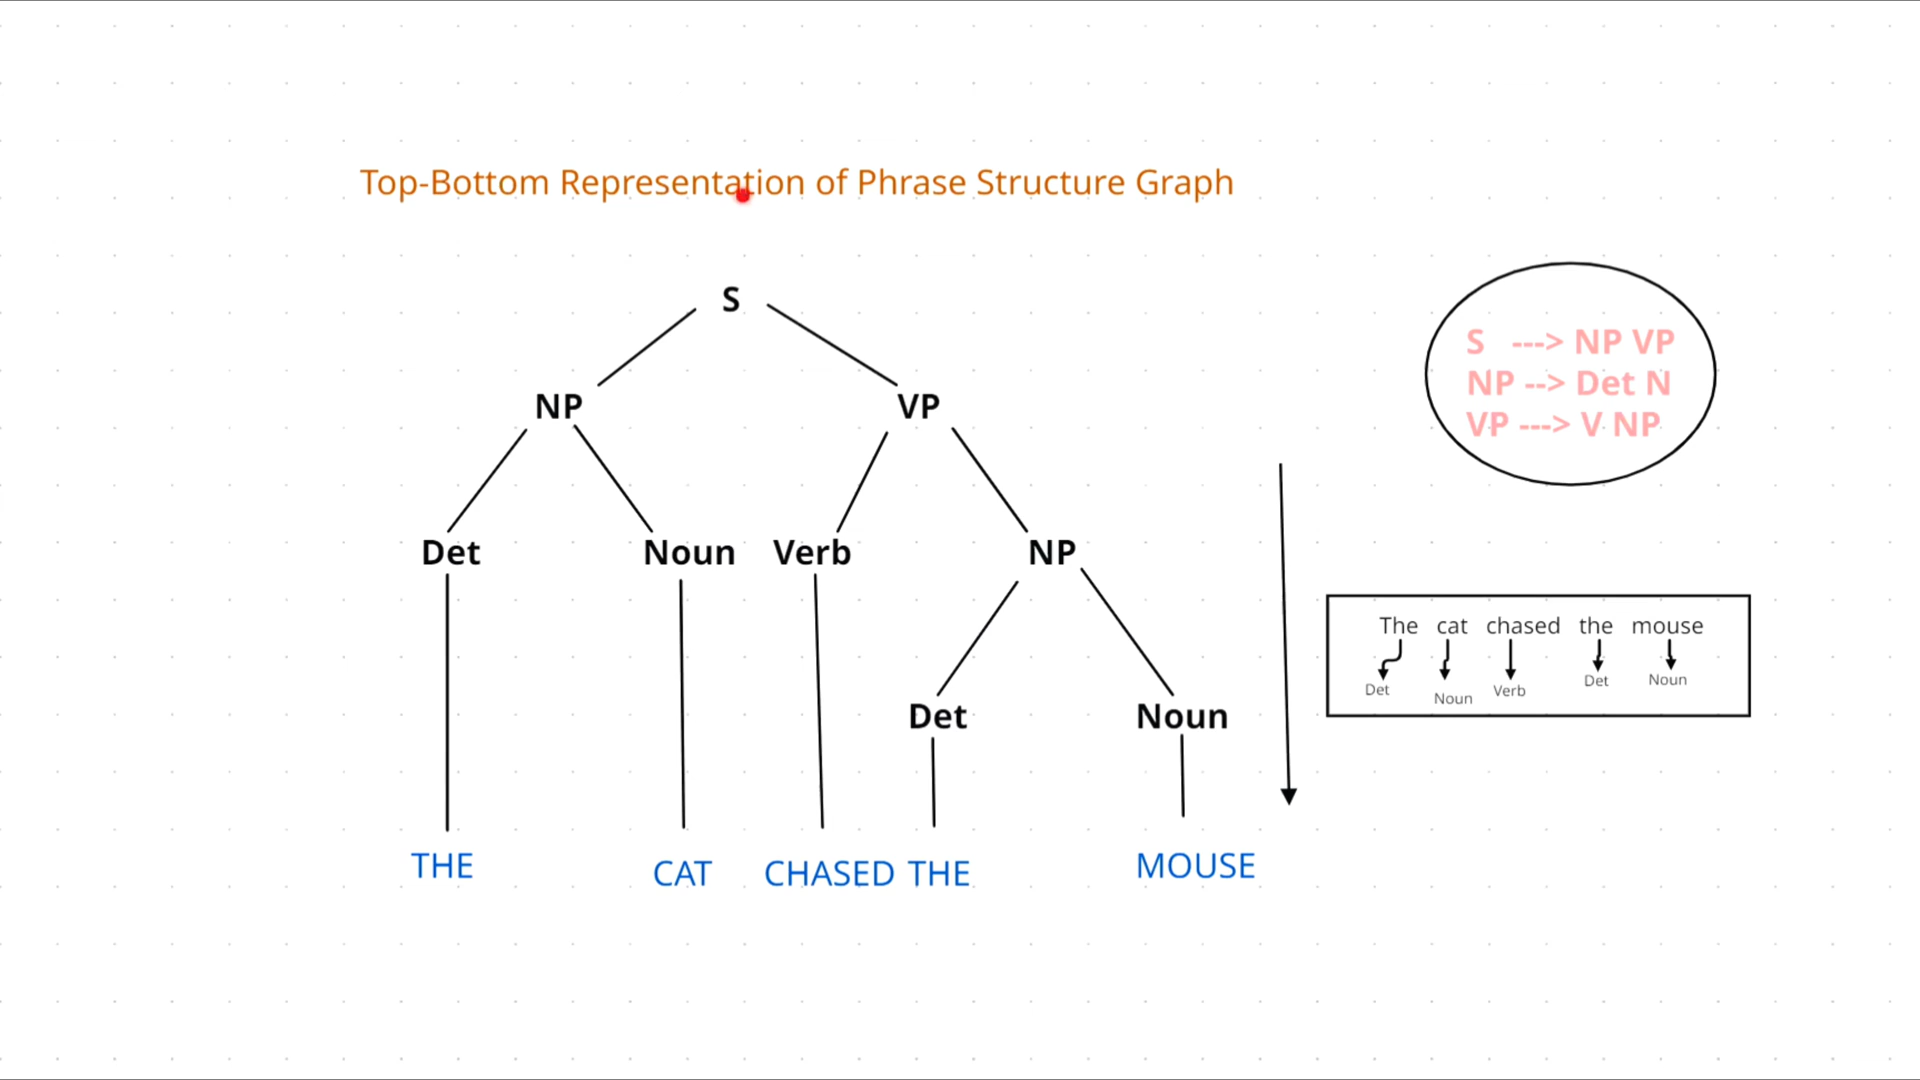 Top-Bottom Representation of Phrase Structure Graph
S
NP VP
Det Noun Verb NP
Det Noun
THE CAT CHASED THE MOUSE
S ---> NP VP
NP --> Det N
VP ---> V NP
The cat chased the mouse
Det Noun Verb Det Noun